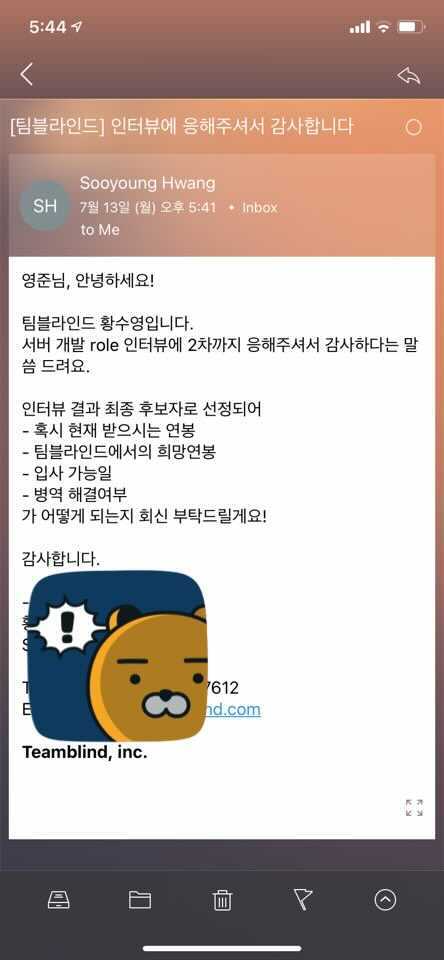 5:44
[팀블라인드] 인터뷰에 응해주셔서 감사합니다
SH
Sooyoung Hwang
7월 13일 (월) 오후 5:41 • Inbox
to Me
영준님, 안녕하세요!
팀블라인드 황수영입니다.
서버 개발 role 인터뷰에 2차까지 응해주셔서 감사하다는 말
씀 드려요.
인터뷰 결과 최종 후보자로 선정되어
- 혹시 현재 받으시는 연봉
- 팀블라인드에서의 희망연봉
- 입사 가능일
- 병역 해결여부
가 어떻게 되는지 회신 부탁드릴게요!
감사합니다.
!
T 7612
E nd.com
Teamblind, inc.